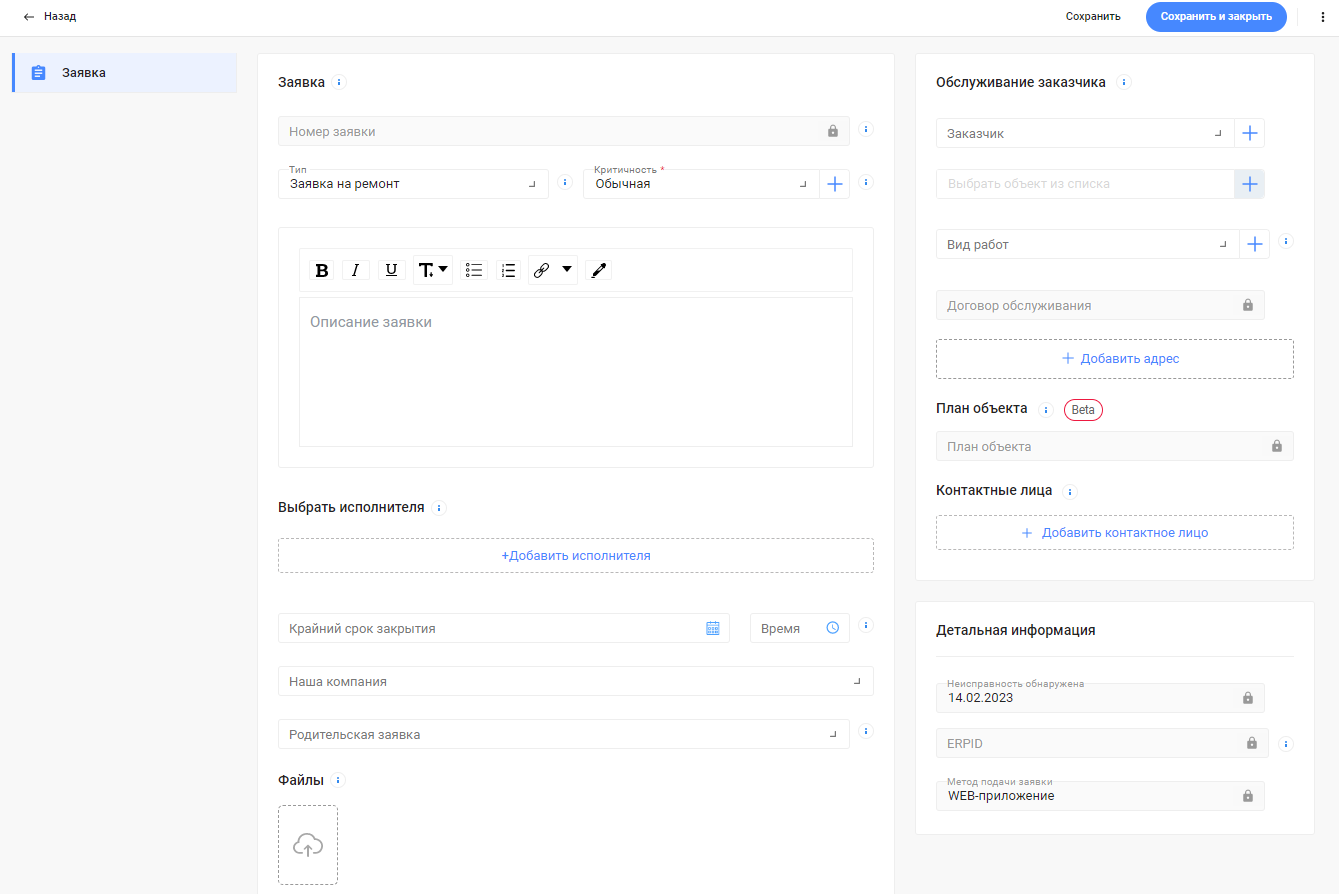 Назад
Сохранить
Сохранить и закрыть
Заявка
Заявка
Номер заявки
Тип
Заявка на ремонт
Критичность *
Обычная
B I U T
Описание заявки
Выбрать исполнителя
+Добавить исполнителя
Крайний срок закрытия
Время
Наша компания
Родительская заявка
Файлы
Обслуживание заказчика
Заказчик
Выбрать объект из списка
Вид работ
Договор обслуживания
+ Добавить адрес
План объекта
Beta
План объекта
Контактные лица
+ Добавить контактное лицо
Детальная информация
Неисправность обнаружена
14.02.2023
ERPID
Метод подачи заявки
WEB-приложение